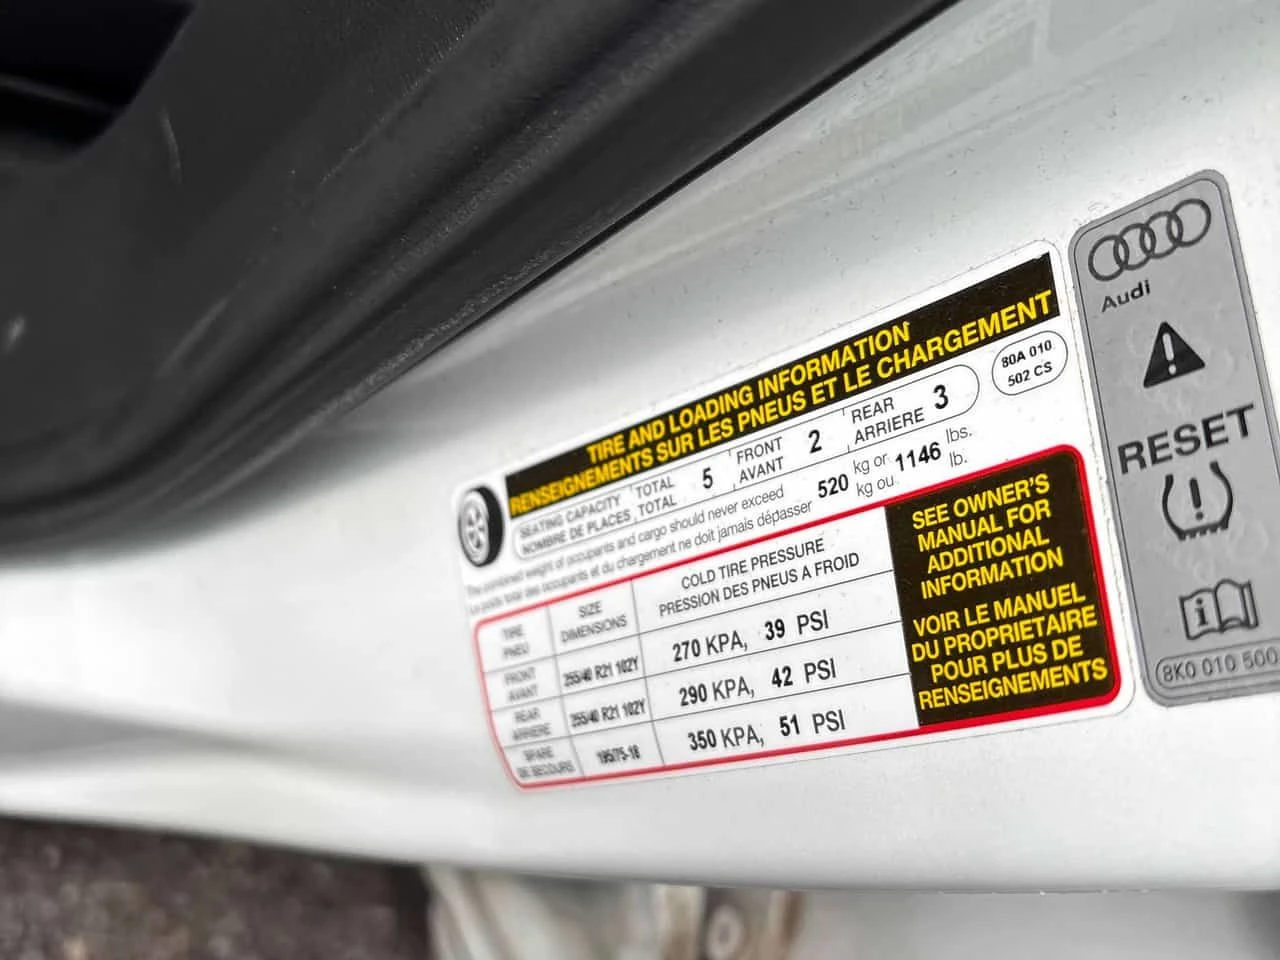 TIRE AND LOADING INFORMATION
RENSEIGNEMENTS SUR LES PNEUS ET LE CHARGEMENT
80A 010
502 CS
SEATING CAPACITY TOTAL 5 FRONT 2 REAR 3
NOMBRE DE PLACES TOTAL AVANT ARRIERE
The combined weight of occupants and cargo should never exceed 520 kg or 1146 lbs.
Le poids total des occupants et du chargement ne doit jamais dépasser kg ou lb.
TIRE SIZE COLD TIRE PRESSURE
PNEU DIMENSIONS PRESSION DES PNEUS A FROID
FRONT 255/40 R21 102Y 270 KPA, 39 PSI
AVANT
REAR 255/40 R21 102Y 290 KPA, 42 PSI
ARRIERE
SPARE 195/75-18 350 KPA, 51 PSI
DE SECOURS
SEE OWNER'S
MANUAL FOR
ADDITIONAL
INFORMATION
VOIR LE MANUEL
DU PROPRIETAIRE
POUR PLUS DE
RENSEIGNEMENTS
Audi
RESET
8K0 010 500